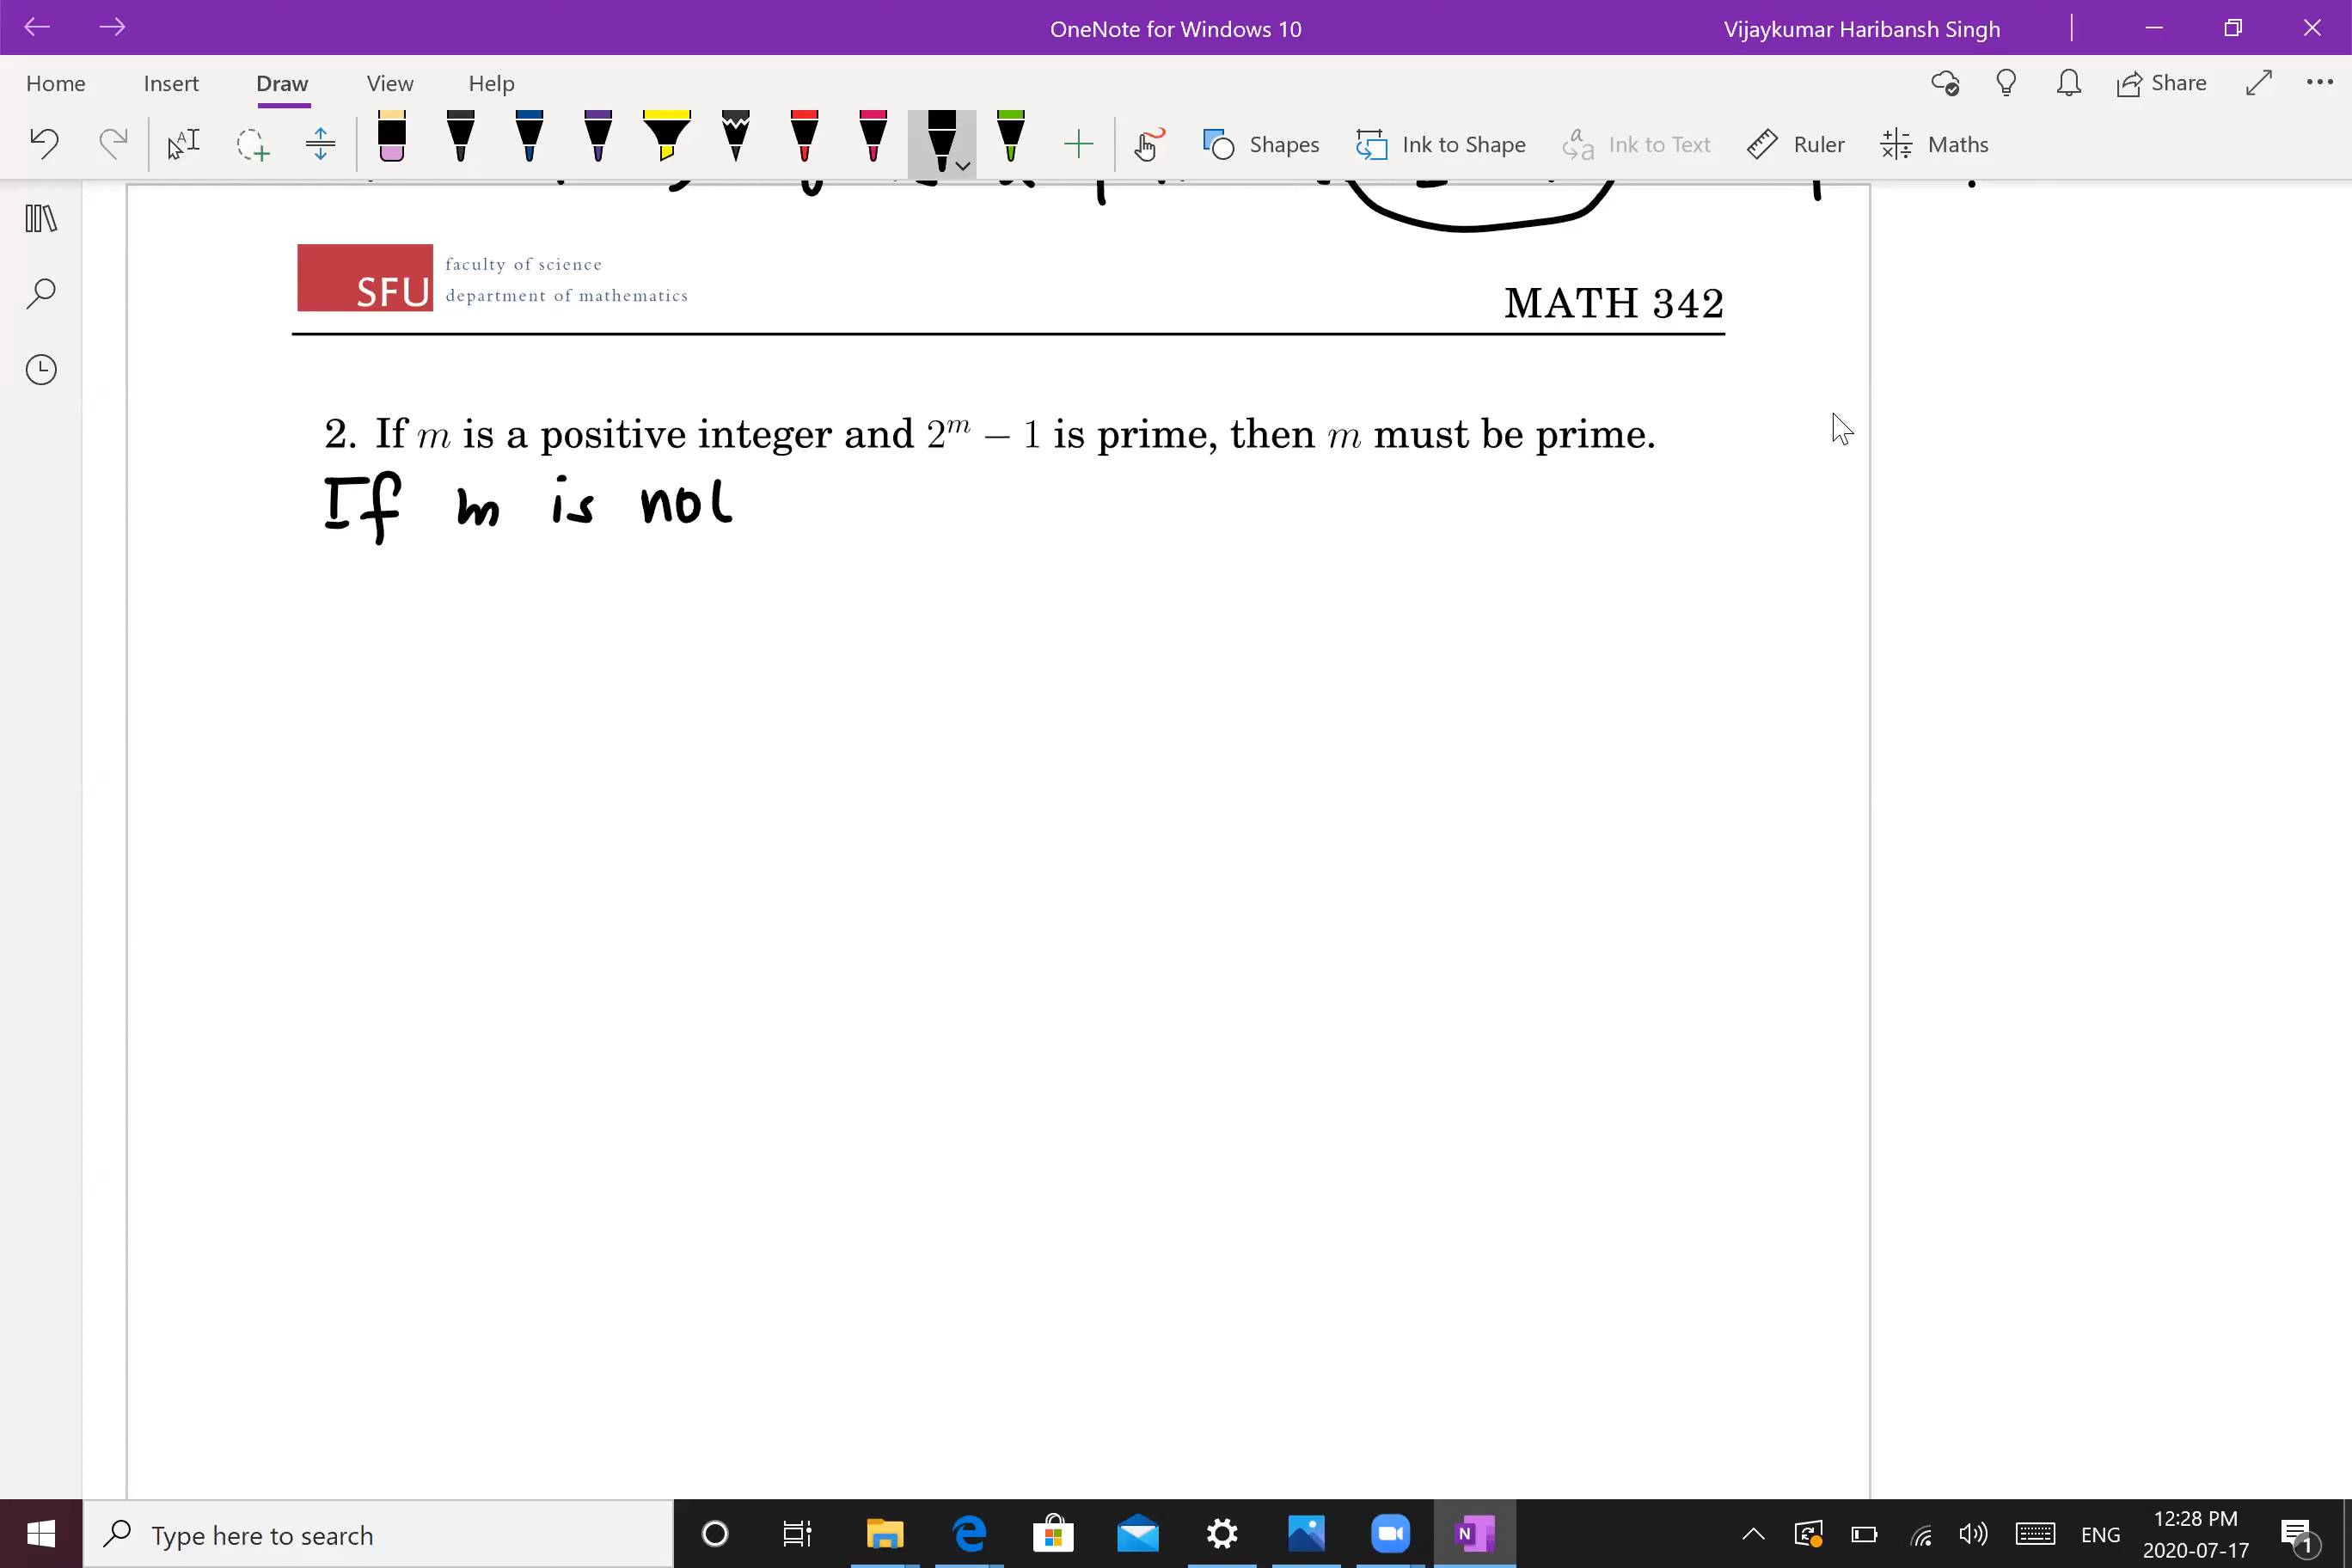 OneNote for Windows 10
Vijaykumar Haribansh Singh
Home Insert Draw View Help
Share
Shapes Ink to Shape Ink to Text Ruler Maths
SFU
faculty of science
department of mathematics
MATH 342
2. If m is a positive integer and 2^m − 1 is prime, then m must be prime.
If m is not
Type here to search
ENG
12:28 PM
2020-07-17
1